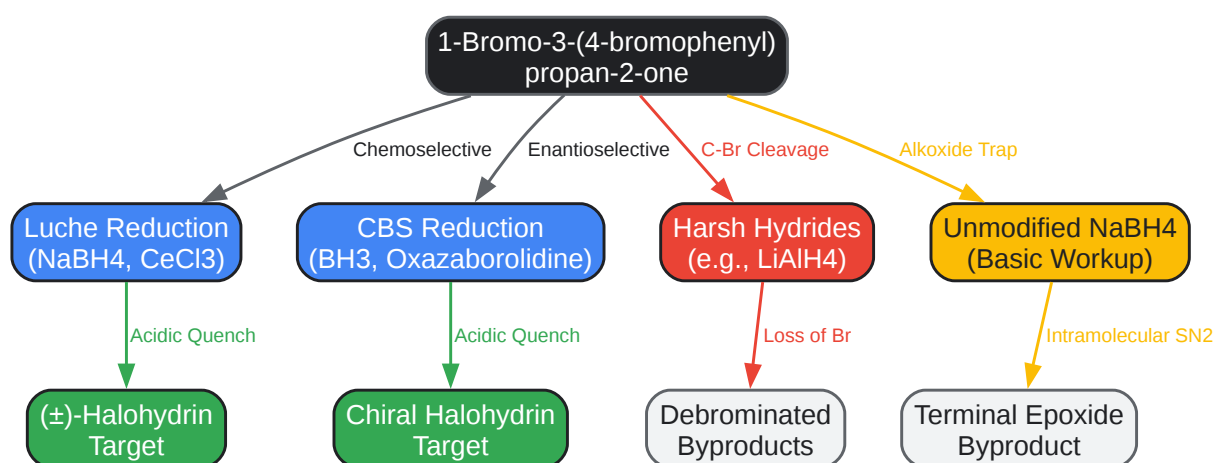 1-Bromo-3-(4-bromophenyl)
propan-2-one
Chemoselective
Enantioselective
C-Br Cleavage
Alkoxide Trap
Luche Reduction
(NaBH4, CeCl3)
CBS Reduction
(BH3, Oxazaborolidine)
Harsh Hydrides
(e.g., LiAlH4)
Unmodified NaBH4
(Basic Workup)
Acidic Quench
Acidic Quench
Loss of Br
Intramolecular SN2
(±)-Halohydrin
Target
Chiral Halohydrin
Target
Debrominated
Byproducts
Terminal Epoxide
Byproduct